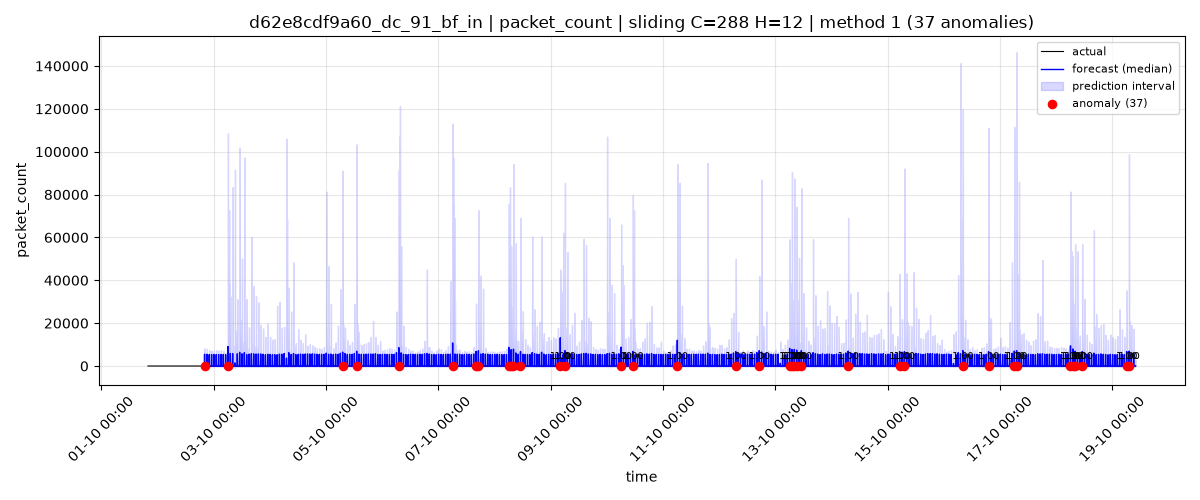 d62e8cdf9a60_dc_91_bf_in | packet_count | sliding C=288 H=12 | method 1 (37 anomalies)
actual
forecast (median)
prediction interval
anomaly (37)
packet_count
140000
120000
100000
80000
60000
40000
20000
0
01-10 00:00
03-10 00:00
05-10 00:00
07-10 00:00
09-10 00:00
11-10 00:00
13-10 00:00
15-10 00:00
17-10 00:00
19-10 00:00
time